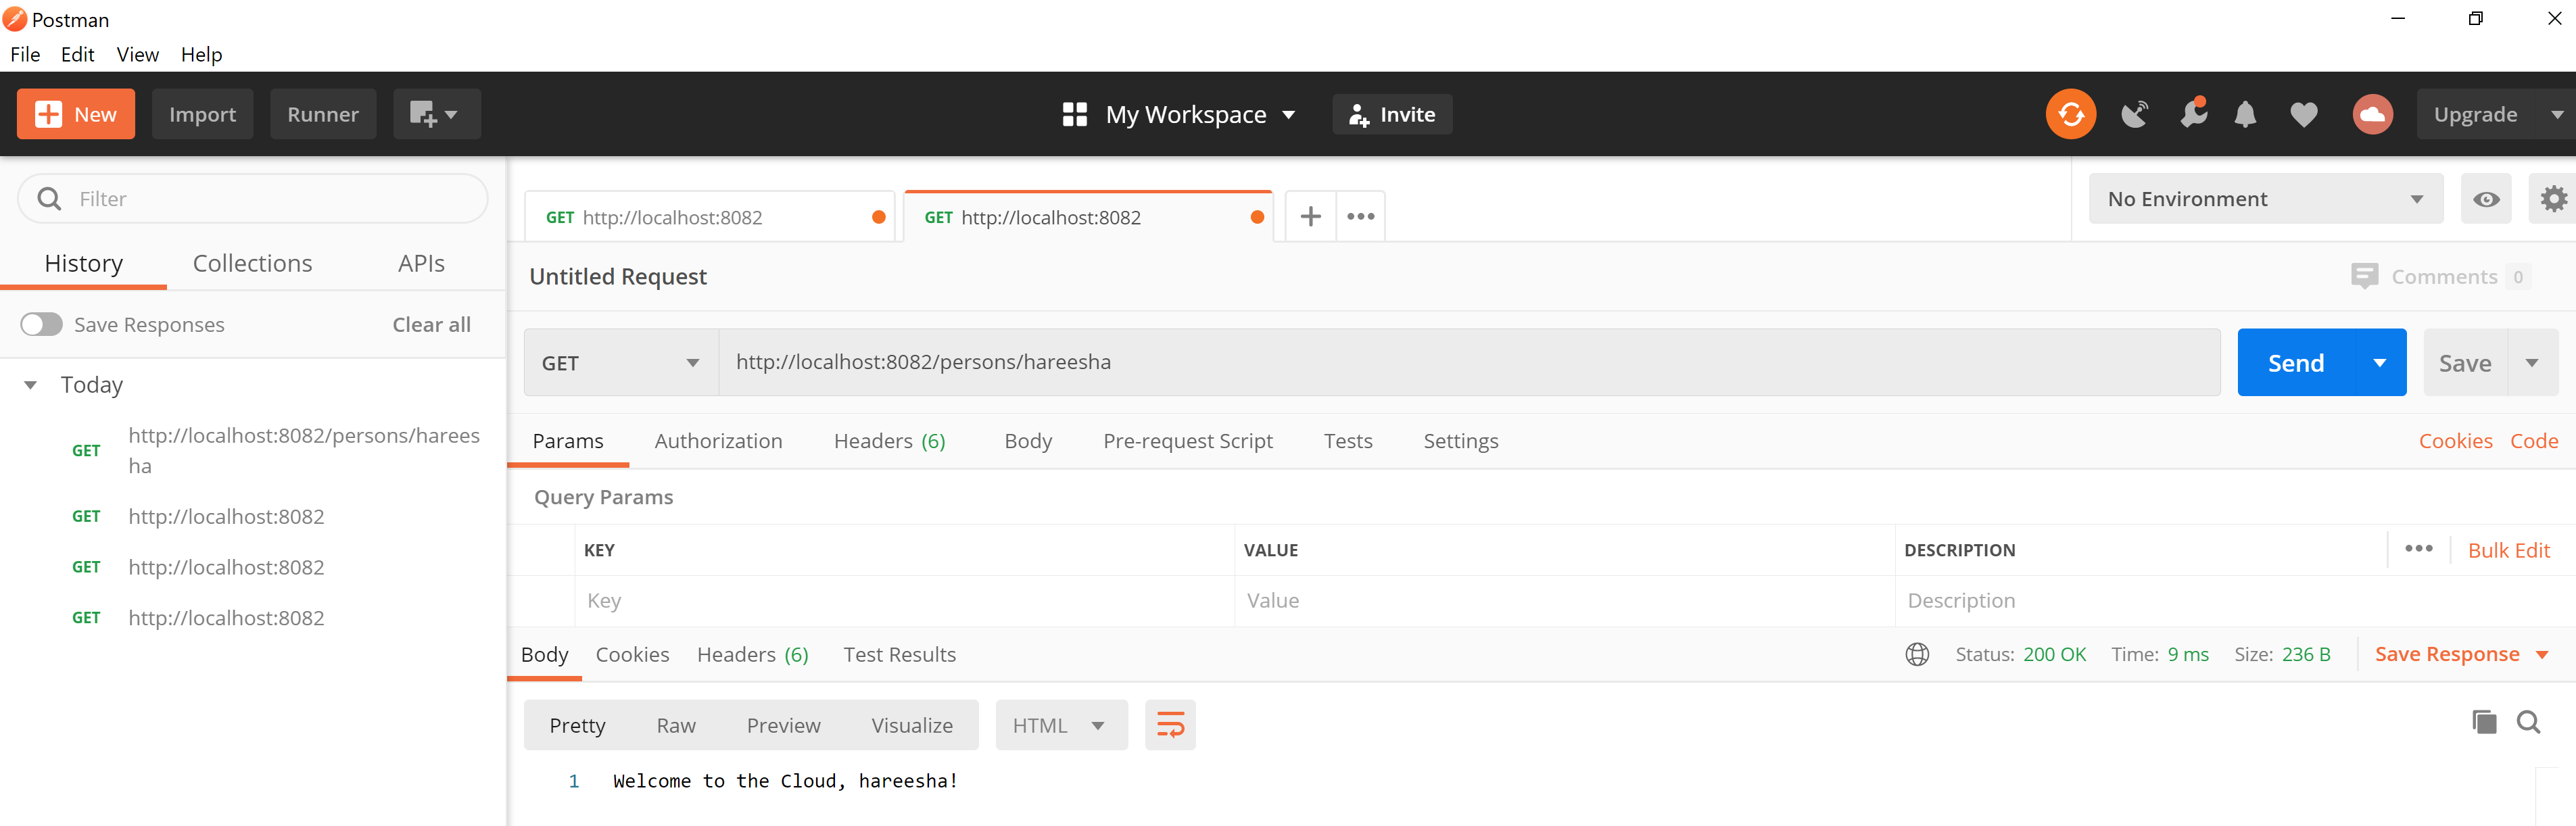 Postman
File Edit View Help
New Import Runner My Workspace Invite Upgrade
Filter
History Collections APIs
Save Responses Clear all
Today
GET http://localhost:8082/persons/harees
ha
GET http://localhost:8082
GET http://localhost:8082
GET http://localhost:8082
GET http://localhost:8082 GET http://localhost:8082 No Environment
Untitled Request Comments 0
GET http://localhost:8082/persons/hareesha Send Save
Params Authorization Headers (6) Body Pre-request Script Tests Settings Cookies Code
Query Params
KEY VALUE DESCRIPTION Bulk Edit
Key Value Description
Body Cookies Headers (6) Test Results Status: 200 OK Time: 9 ms Size: 236 B Save Response
Pretty Raw Preview Visualize HTML
1 Welcome to the Cloud, hareesha!